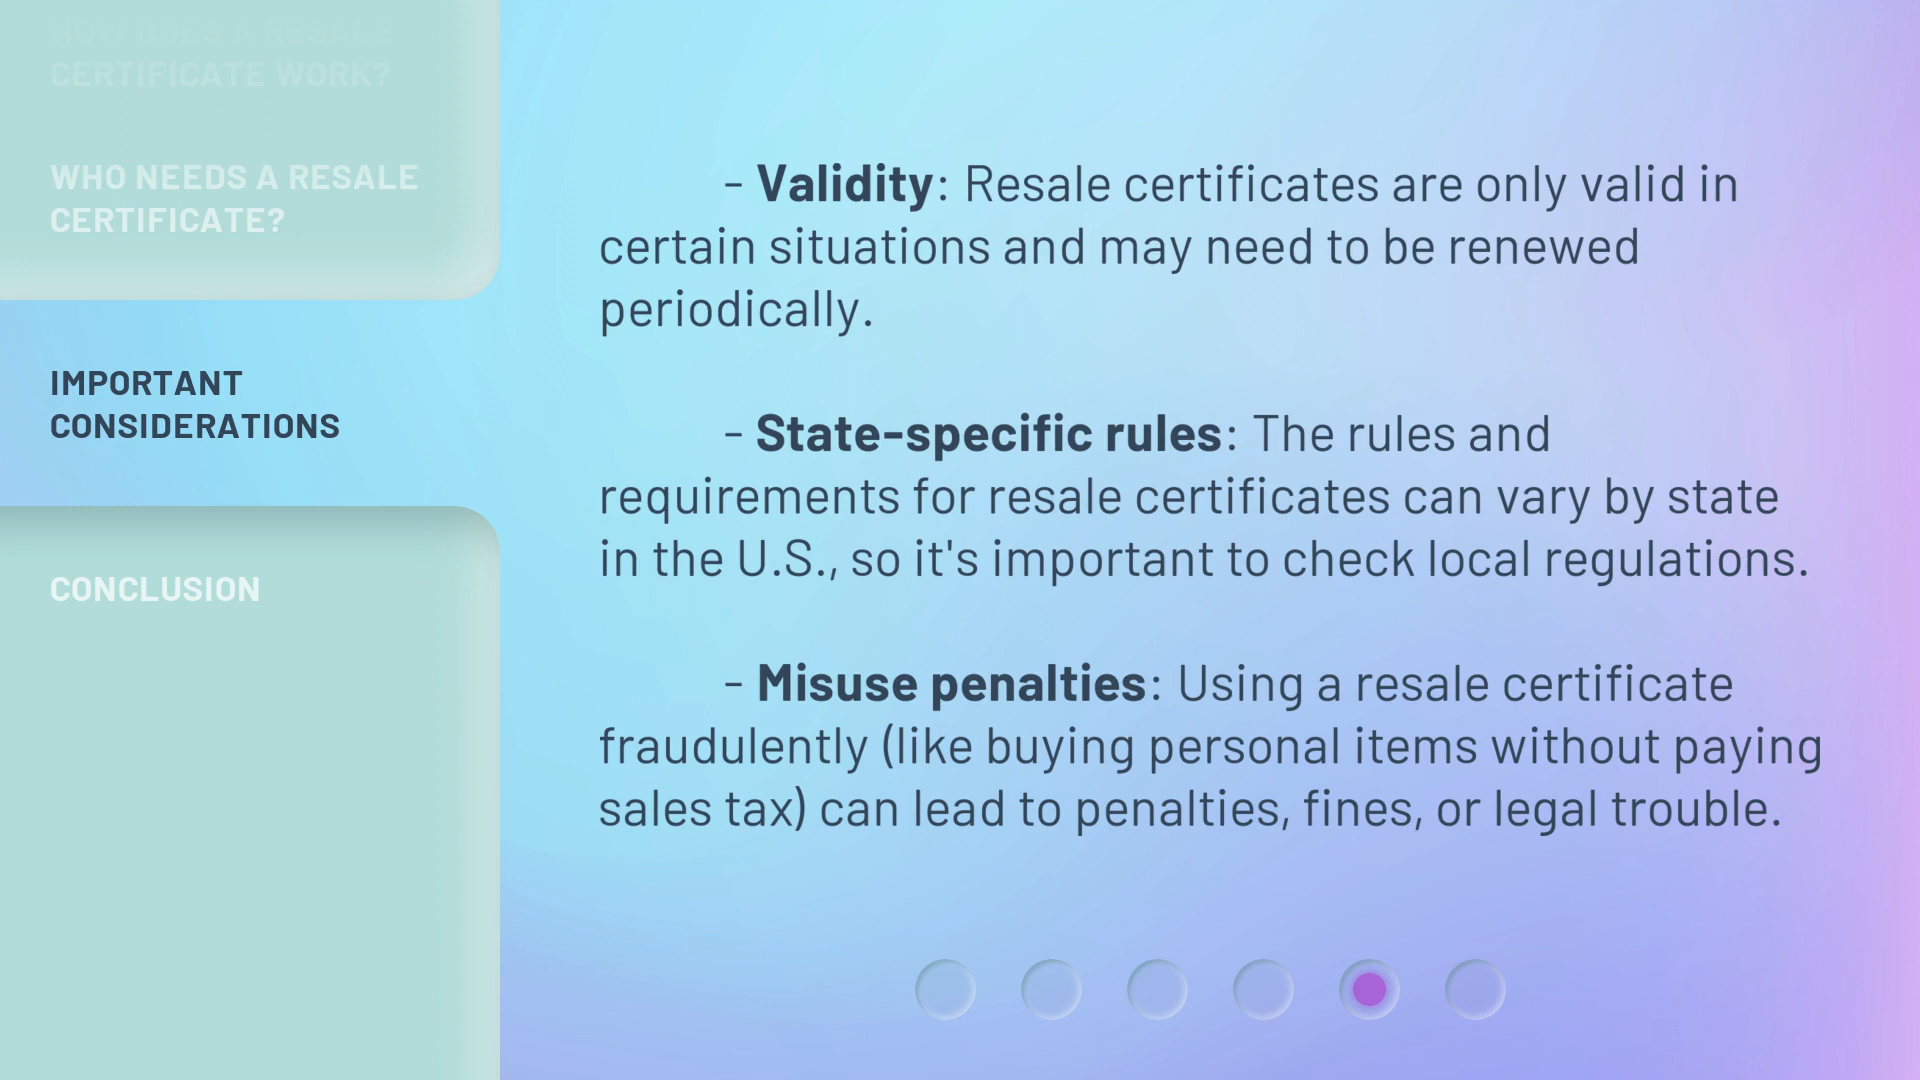 HOW DOES A RESALE
CERTIFICATE WORK?
WHO NEEDS A RESALE
CERTIFICATE?
IMPORTANT
CONSIDERATIONS
CONCLUSION
- Validity: Resale certificates are only valid in
certain situations and may need to be renewed
periodically.
- State-specific rules: The rules and
requirements for resale certificates can vary by state
in the U.S., so it's important to check local regulations.
- Misuse penalties: Using a resale certificate
fraudulently (like buying personal items without paying
sales tax) can lead to penalties, fines, or legal trouble.